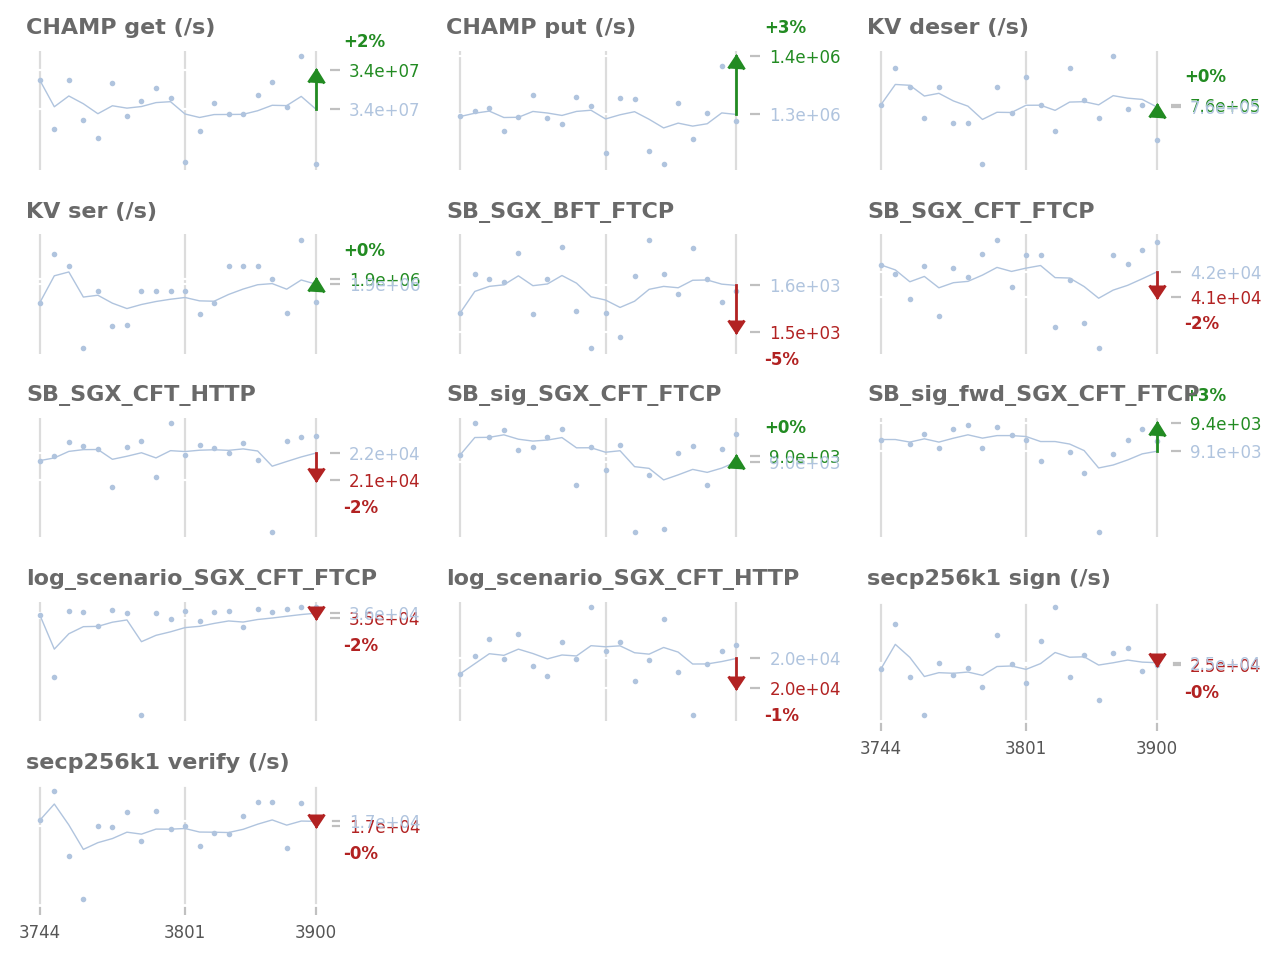 CHAMP get (/s)
+2%
3.4e+07
3.4e+07
CHAMP put (/s)
+3%
1.4e+06
1.3e+06
KV deser (/s)
+0%
7.6e+05
7.6e+05
KV ser (/s)
+0%
1.9e+06
1.9e+06
SB_SGX_BFT_FTCP
1.6e+03
1.5e+03
-5%
SB_SGX_CFT_FTCP
4.2e+04
4.1e+04
-2%
SB_SGX_CFT_HTTP
2.2e+04
2.1e+04
-2%
SB_sig_SGX_CFT_FTCP
+0%
9.0e+03
9.0e+03
SB_sig_fwd_SGX_CFT_FTCP
+3%
9.4e+03
9.1e+03
log_scenario_SGX_CFT_FTCP
3.6e+04
3.5e+04
-2%
log_scenario_SGX_CFT_HTTP
2.0e+04
2.0e+04
-1%
secp256k1 sign (/s)
2.5e+04
2.5e+04
-0%
3744 3801 3900
secp256k1 verify (/s)
1.7e+04
1.7e+04
-0%
3744 3801 3900